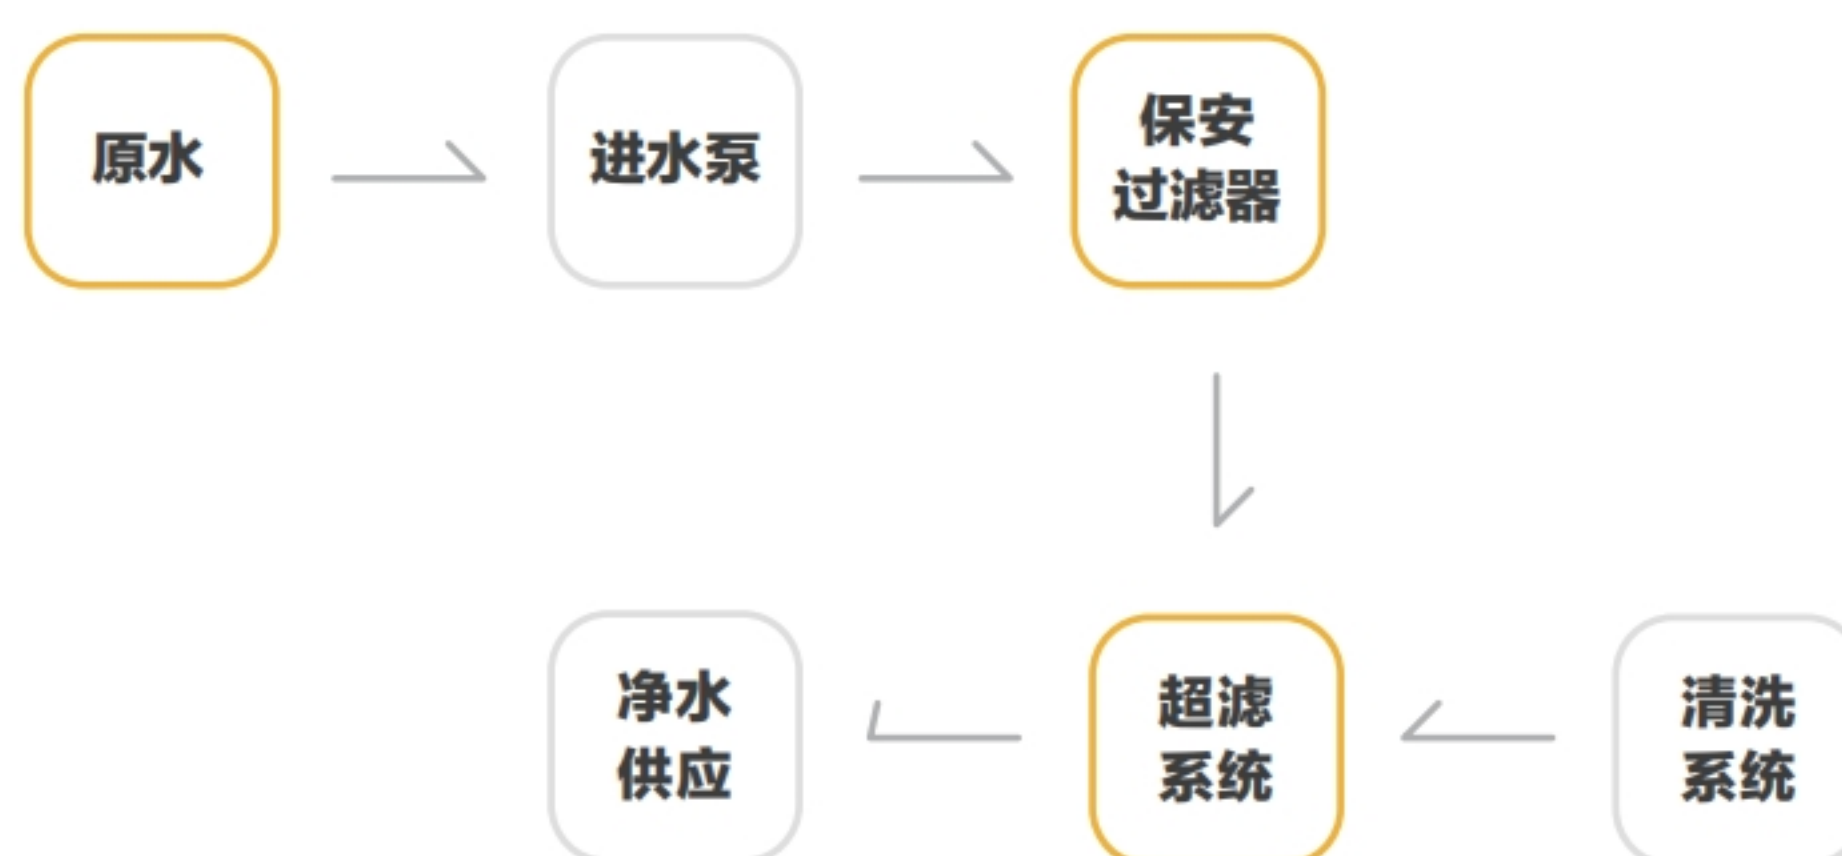 原水
进水泵
保安
过滤器
净水
供应
超滤
系统
清洗
系统